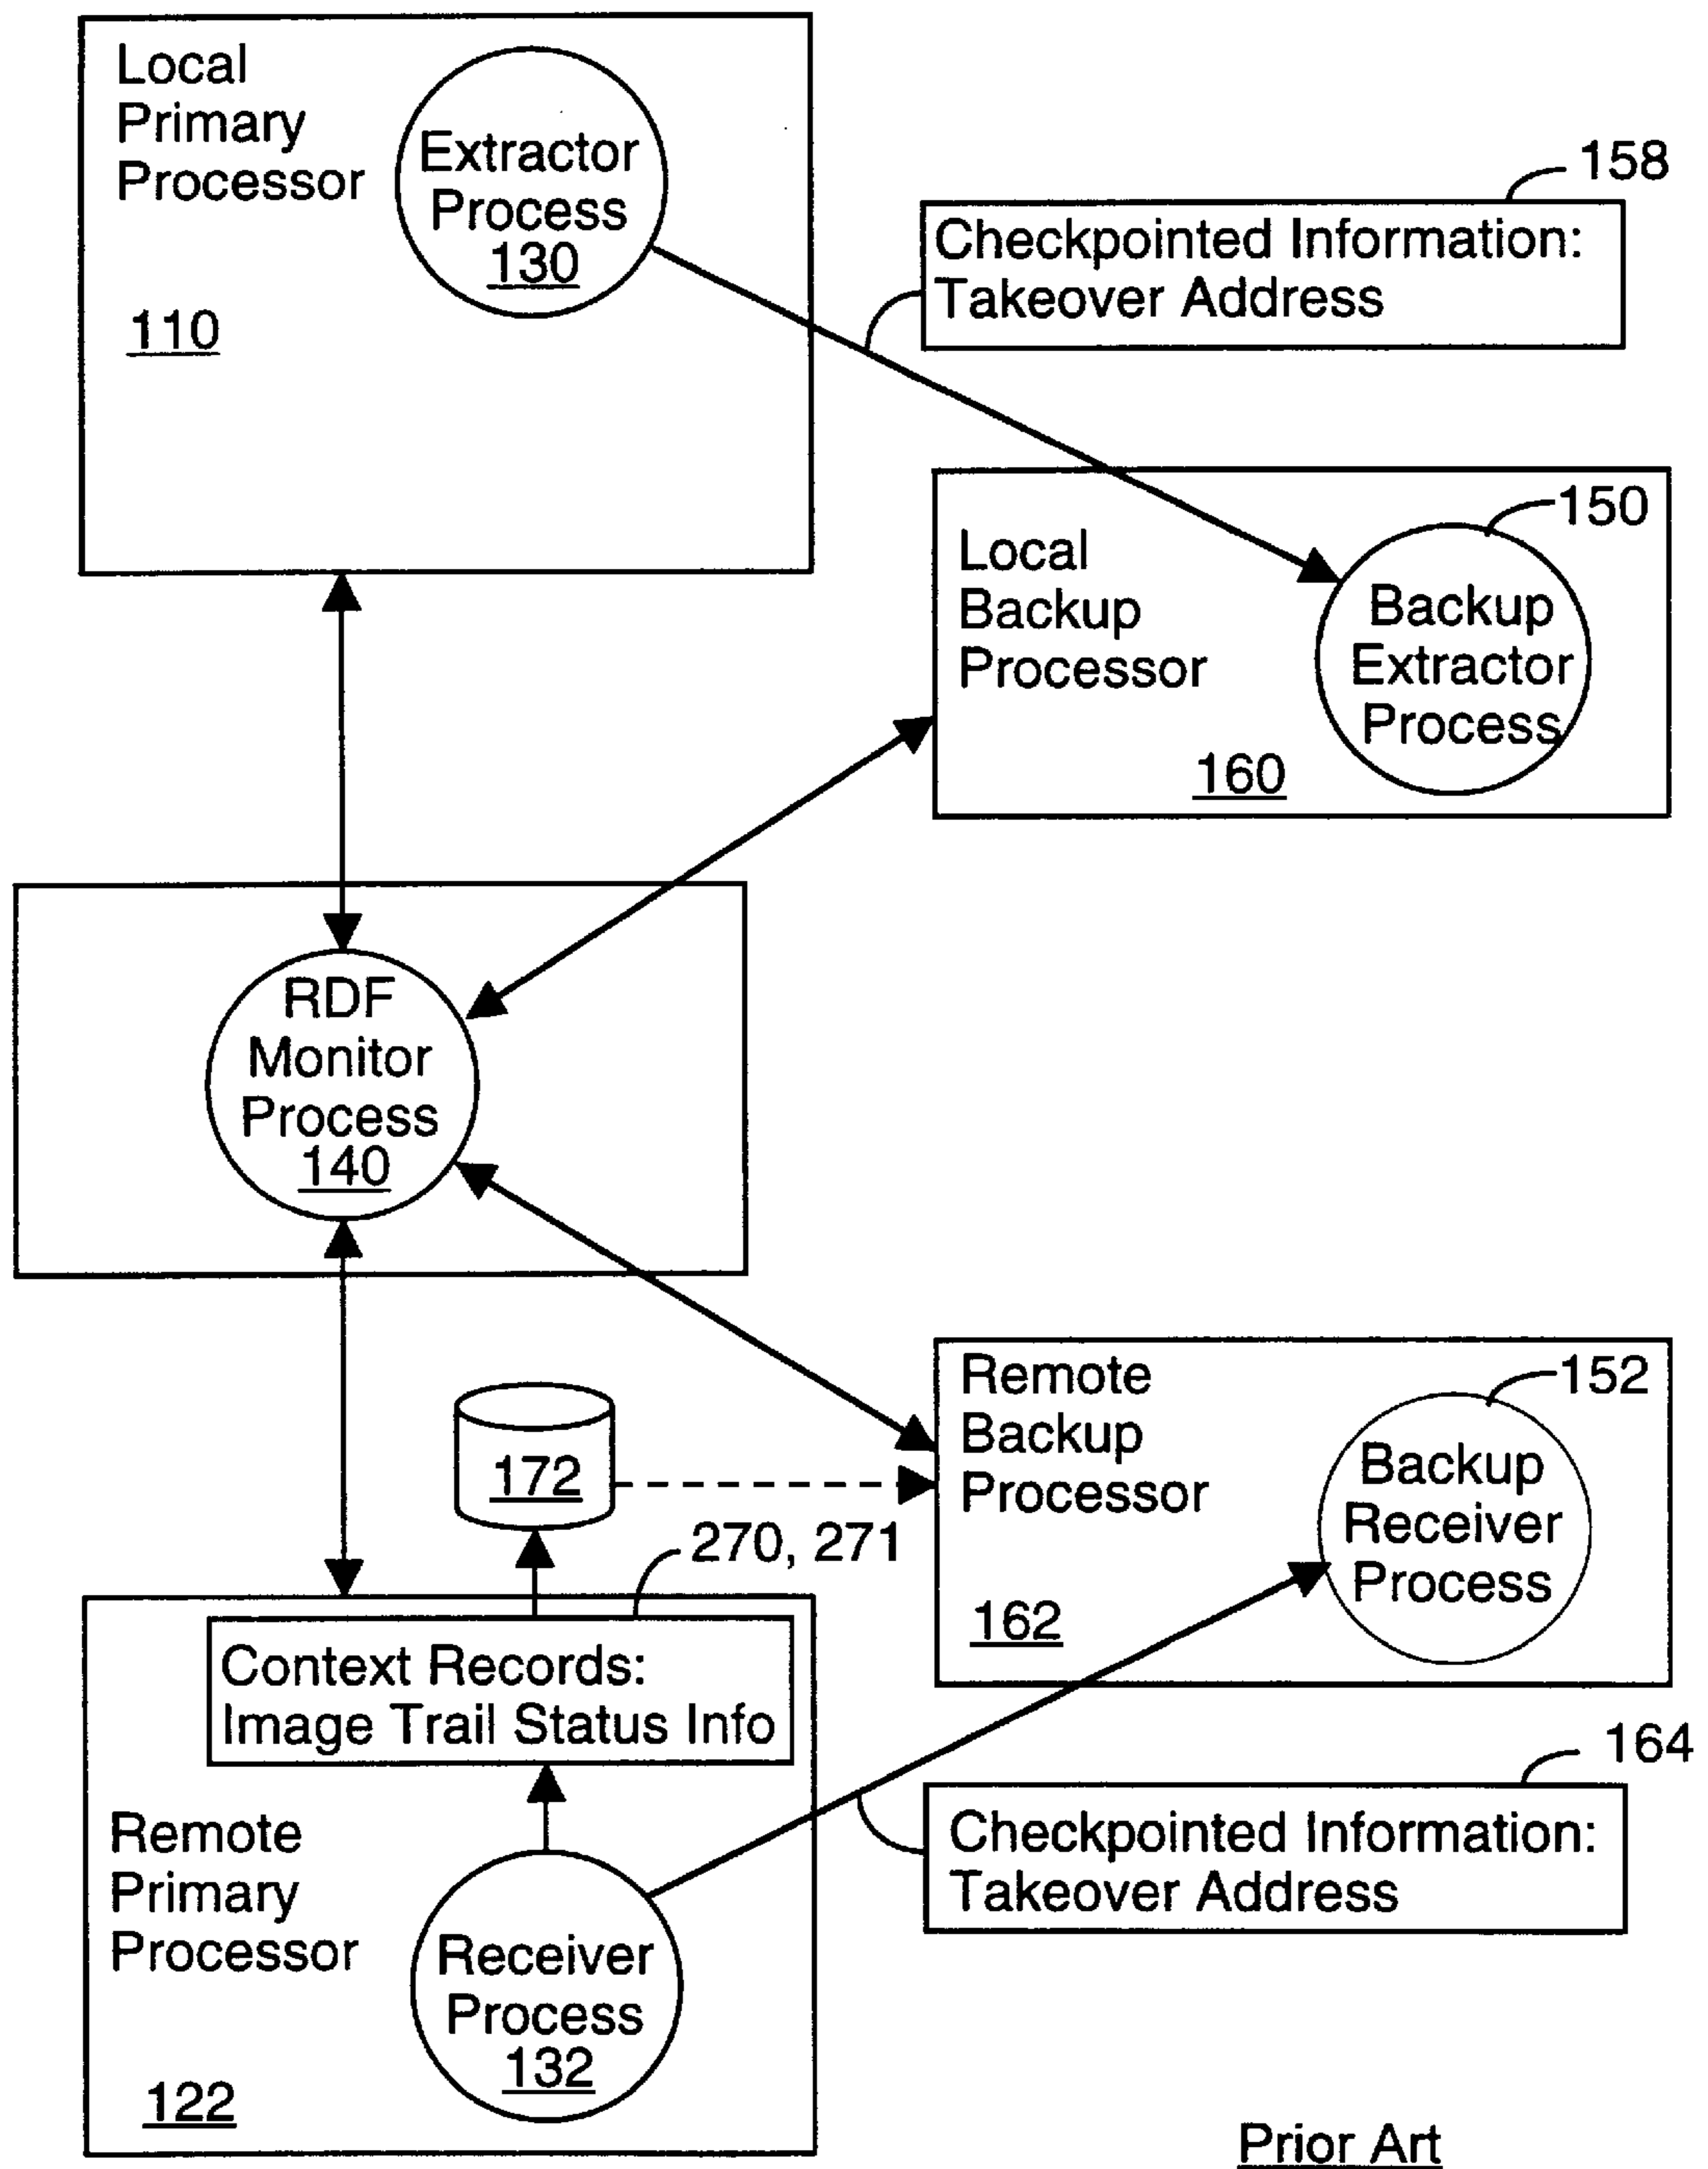 Local
Primary
Processor
110
Extractor
Process
130
158
Checkpointed Information:
Takeover Address
150
Local
Backup
Processor
160
Backup
Extractor
Process
RDF
Monitor
Process
140
172
270, 271
Remote
Backup
Processor
162
152
Backup
Receiver
Process
Context Records:
Image Trail Status Info
164
Checkpointed Information:
Takeover Address
Remote
Primary
Processor
122
Receiver
Process
132
Prior Art